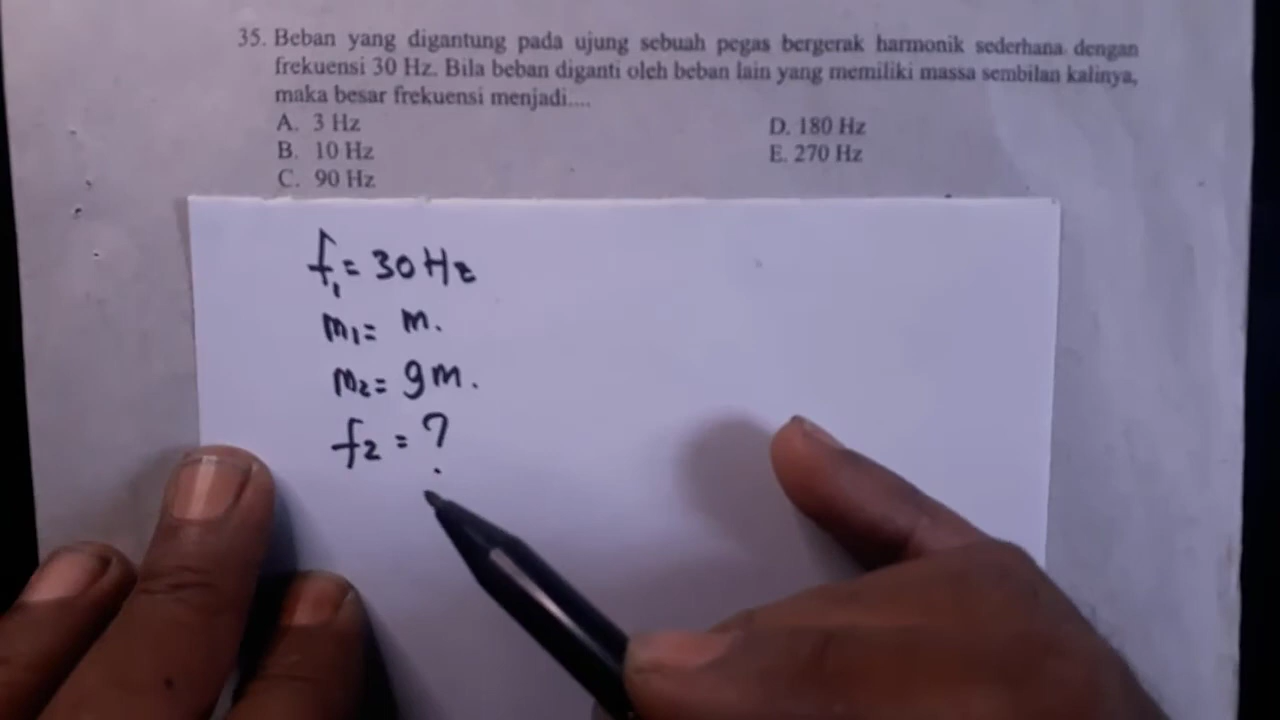 35. Beban yang digantung pada ujung sebuah pegas bergerak harmonik sederhana dengan
frekuensi 30 Hz. Bila beban diganti oleh beban lain yang memiliki massa sembilan kalinya,
maka besar frekuensi menjadi....
A. 3 Hz
B. 10 Hz
C. 90 Hz
D. 180 Hz
E. 270 Hz
f₁ = 30 Hz
m₁ = m.
m₂ = 9m.
f₂ = ?